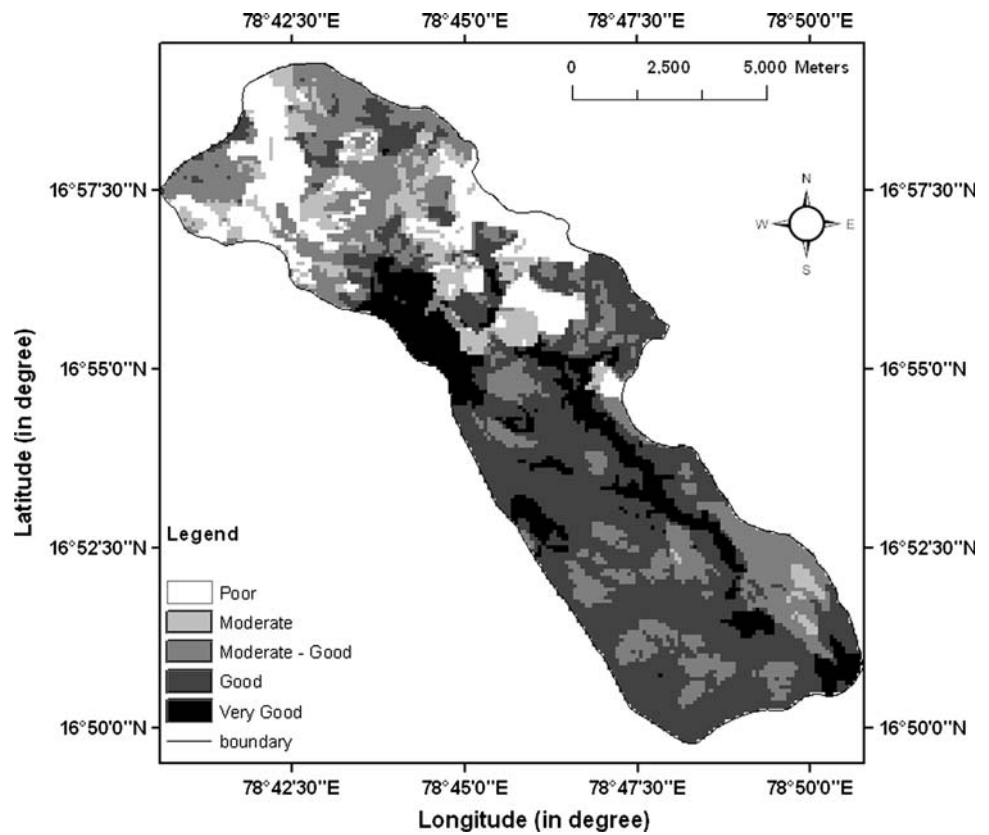 78°42'30"E 78°45'0"E 78°47'30"E 78°50'0"E
0 2,500 5,000 Meters
16°57'30"N 16°57'30"N
N
W E
S
16°55'0"N 16°55'0"N
Latitude (in degree)
16°52'30"N 16°52'30"N
Legend
Poor
Moderate
Moderate - Good
Good
Very Good
boundary
16°50'0"N 16°50'0"N
78°42'30"E 78°45'0"E 78°47'30"E 78°50'0"E
Longitude (in degree)